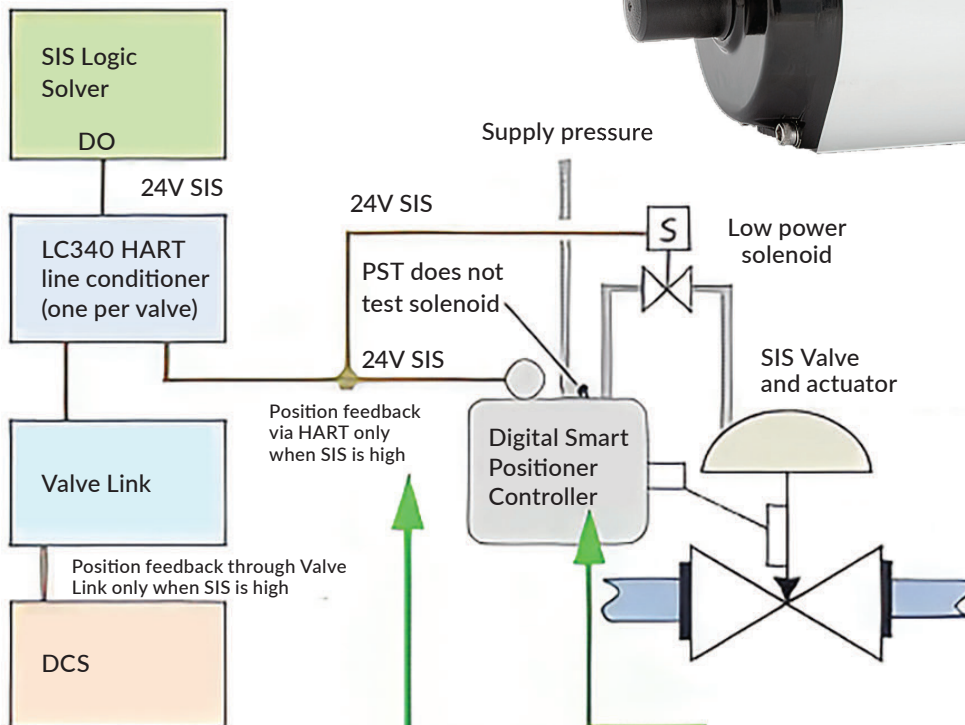 SIS Logic
Solver
DO
24V SIS
LC340 HART
line conditioner
(one per valve)
Valve Link
Position feedback through Valve
Link only when SIS is high
DCS
Supply pressure
24V SIS
S
Low power
solenoid
PST does not
test solenoid
24V SIS
Position feedback
via HART only
when SIS is high
Digital Smart
Positioner
Controller
SIS Valve
and actuator